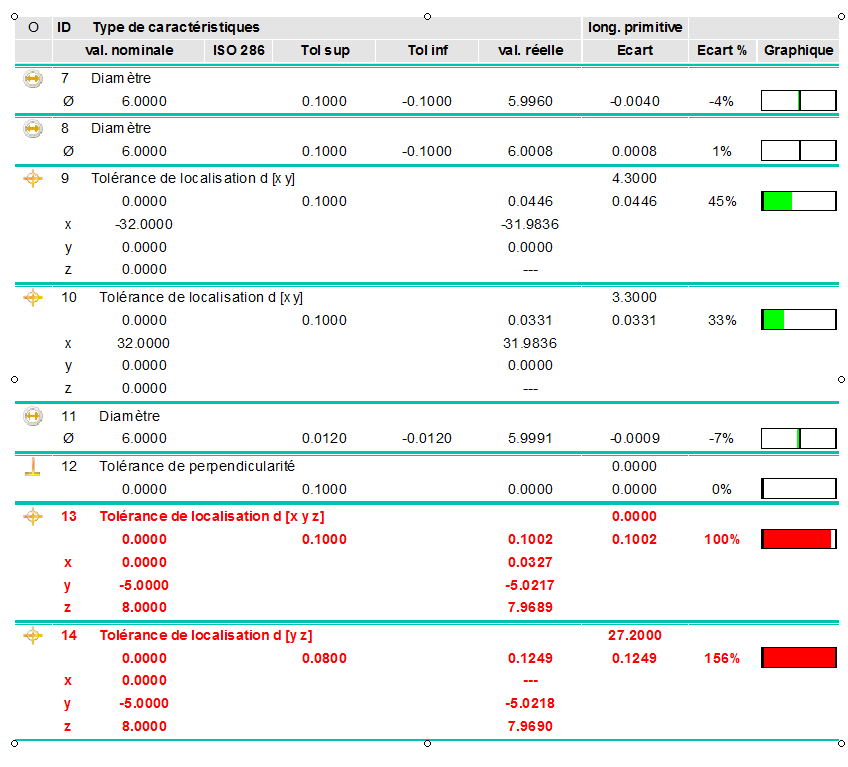 O ID Type de caractéristiques long. primitive
val. nominale ISO 286 Tol sup Tol inf val. réelle Ecart Ecart % Graphique
7 Diamètre
Ø 6.0000 0.1000 -0.1000 5.9960 -0.0040 -4%
8 Diamètre
Ø 6.0000 0.1000 -0.1000 6.0008 0.0008 1%
9 Tolérance de localisation d [x y] 4.3000
0.0000 0.1000 0.0446 0.0446 45%
x -32.0000 -31.9836
y 0.0000 0.0000
z 0.0000 ---
10 Tolérance de localisation d [x y] 3.3000
0.0000 0.1000 0.0331 0.0331 33%
x 32.0000 31.9836
y 0.0000 0.0000
z 0.0000 ---
11 Diamètre
Ø 6.0000 0.0120 -0.0120 5.9991 -0.0009 -7%
12 Tolérance de perpendicularité 0.0000
0.0000 0.1000 0.0000 0.0000 0%
13 Tolérance de localisation d [x y z] 0.0000
0.0000 0.1000 0.1002 0.1002 100%
x 0.0000 0.0327
y -5.0000 -5.0217
z 8.0000 7.9689
14 Tolérance de localisation d [y z] 27.2000
0.0000 0.0800 0.1249 0.1249 156%
x 0.0000 ---
y -5.0000 -5.0218
z 8.0000 7.9690